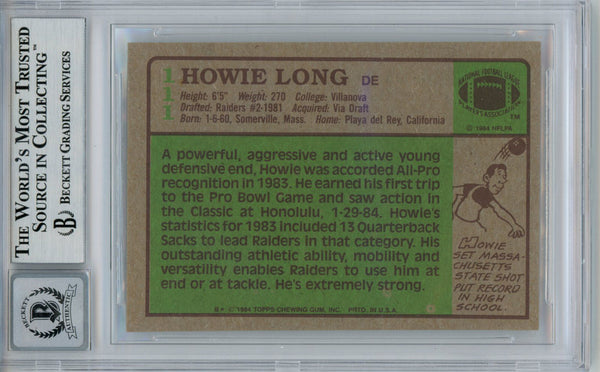 The World's Most Trusted
Source in Collecting™
Beckett Grading Services
B
BECKETT
AUTHENTIC
111
HOWIE LONG DE
Height: 6'5" Weight: 270 College: Villanova
Drafted: Raiders #2-1981 Acquired: Via Draft
Born: 1-6-60, Somerville, Mass. Home: Playa del Rey, California
NATIONAL FOOTBALL LEAGUE
PLAYERS ASSOCIATION
TM
© 1984 NFLPA
A powerful, aggressive and active young
defensive end, Howie was accorded All-Pro
recognition in 1983. He earned his first trip
to the Pro Bowl Game and saw action in
the Classic at Honolulu, 1-29-84. Howie's
statistics for 1983 included 13 Quarterback
Sacks to lead Raiders in that category. His
outstanding athletic ability, mobility and
versatility enables Raiders to use him at
end or at tackle. He's extremely strong.
HOWIE
SET MASSA-
CHUSETTS
STATE SHOT
PUT RECORD
IN HIGH
SCHOOL.
B* © 1984 TOPPS CHEWING GUM, INC. PRTD. IN U.S.A.